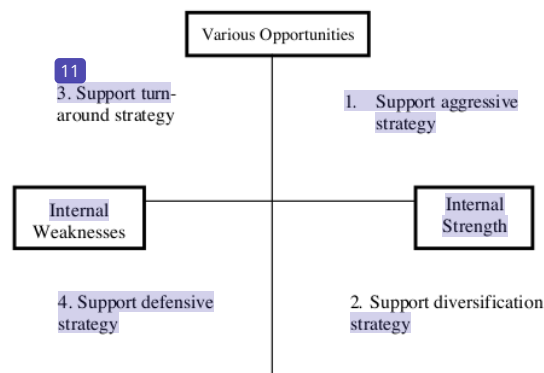 Various Opportunities
11
3. Support turn-
around strategy
1. Support aggressive
strategy
Internal
Weaknesses
Internal
Strength
4. Support defensive
strategy
2. Support diversification
strategy